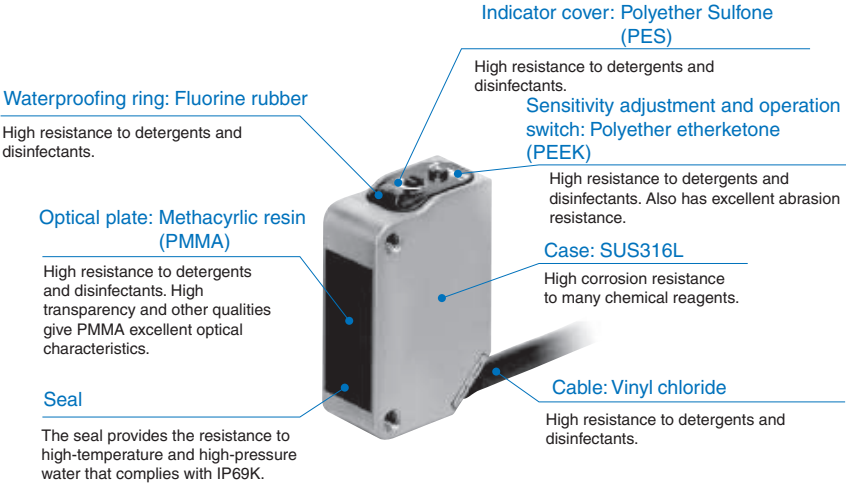 Indicator cover: Polyether Sulfone
(PES)
High resistance to detergents and
disinfectants.
Waterproofing ring: Fluorine rubber
High resistance to detergents and
disinfectants.
Sensitivity adjustment and operation
switch: Polyether etherketone
(PEEK)
High resistance to detergents and
disinfectants. Also has excellent abrasion
resistance.
Optical plate: Methacyrlic resin
(PMMA)
High resistance to detergents
and disinfectants. High
transparency and other qualities
give PMMA excellent optical
characteristics.
Case: SUS316L
High corrosion resistance
to many chemical reagents.
Seal
The seal provides the resistance to
high-temperature and high-pressure
water that complies with IP69K.
Cable: Vinyl chloride
High resistance to detergents and
disinfectants.